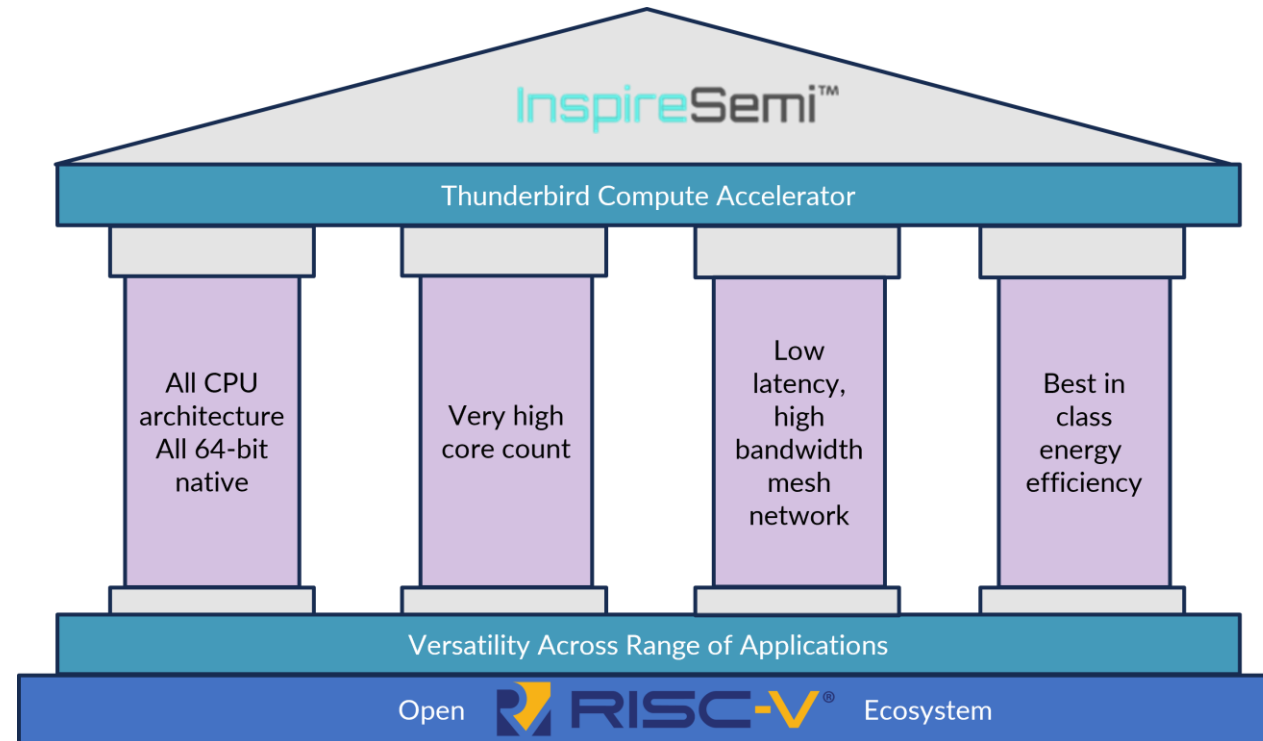 InspireSemi™
Thunderbird Compute Accelerator
All CPU
architecture
All 64-bit
native
Very high
core count
Low
latency,
high
bandwidth
mesh
network
Best in
class
energy
efficiency
Versatility Across Range of Applications
Open RISC-V® Ecosystem